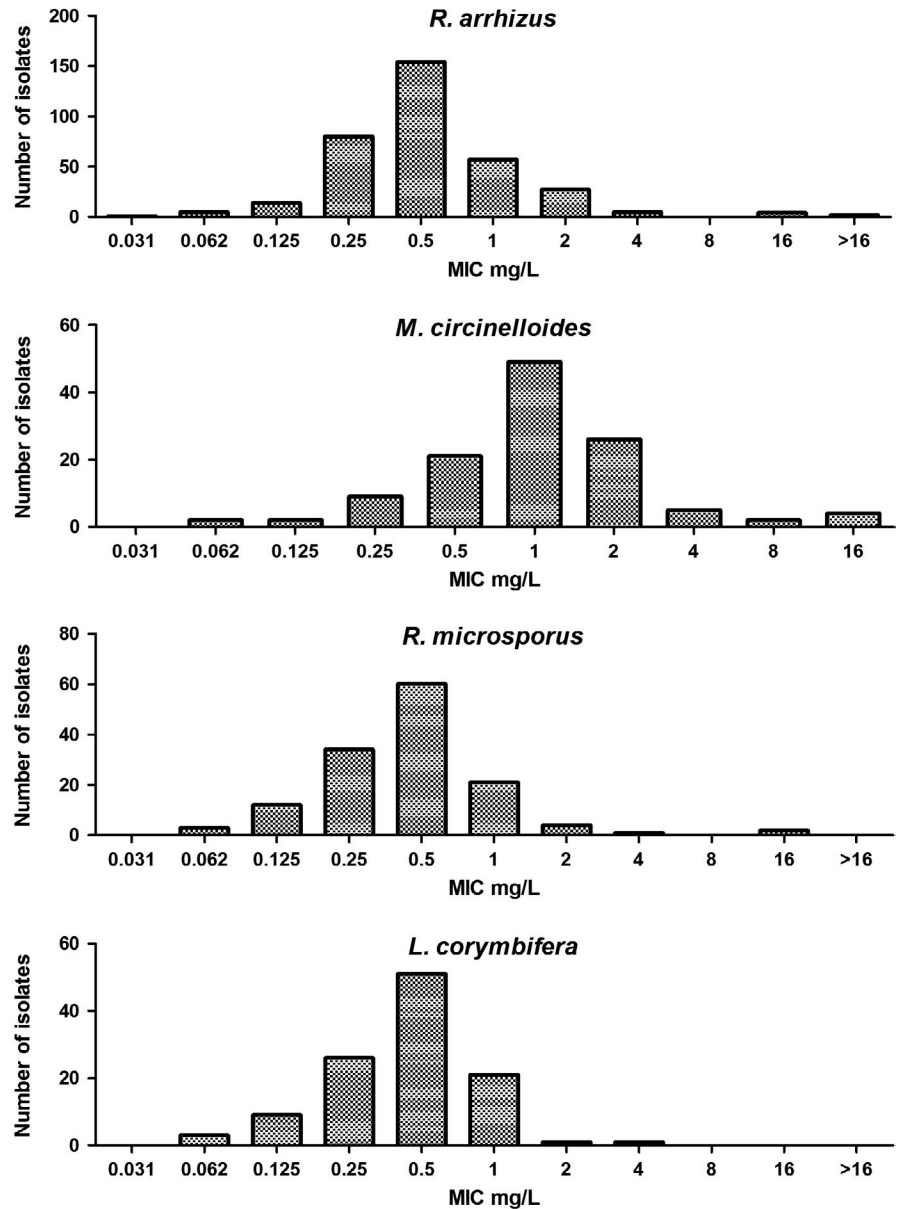 R. arrhizus
Number of isolates
200
150
100
50
0
0.031 0.062 0.125 0.25 0.5 1 2 4 8 16 >16
MIC mg/L
M. circinelloides
Number of isolates
60
40
20
0
0.031 0.062 0.125 0.25 0.5 1 2 4 8 16
MIC mg/L
R. microsporus
Number of isolates
80
60
40
20
0
0.031 0.062 0.125 0.25 0.5 1 2 4 8 16 >16
MIC mg/L
L. corymbifera
Number of isolates
60
40
20
0
0.031 0.062 0.125 0.25 0.5 1 2 4 8 16 >16
MIC mg/L